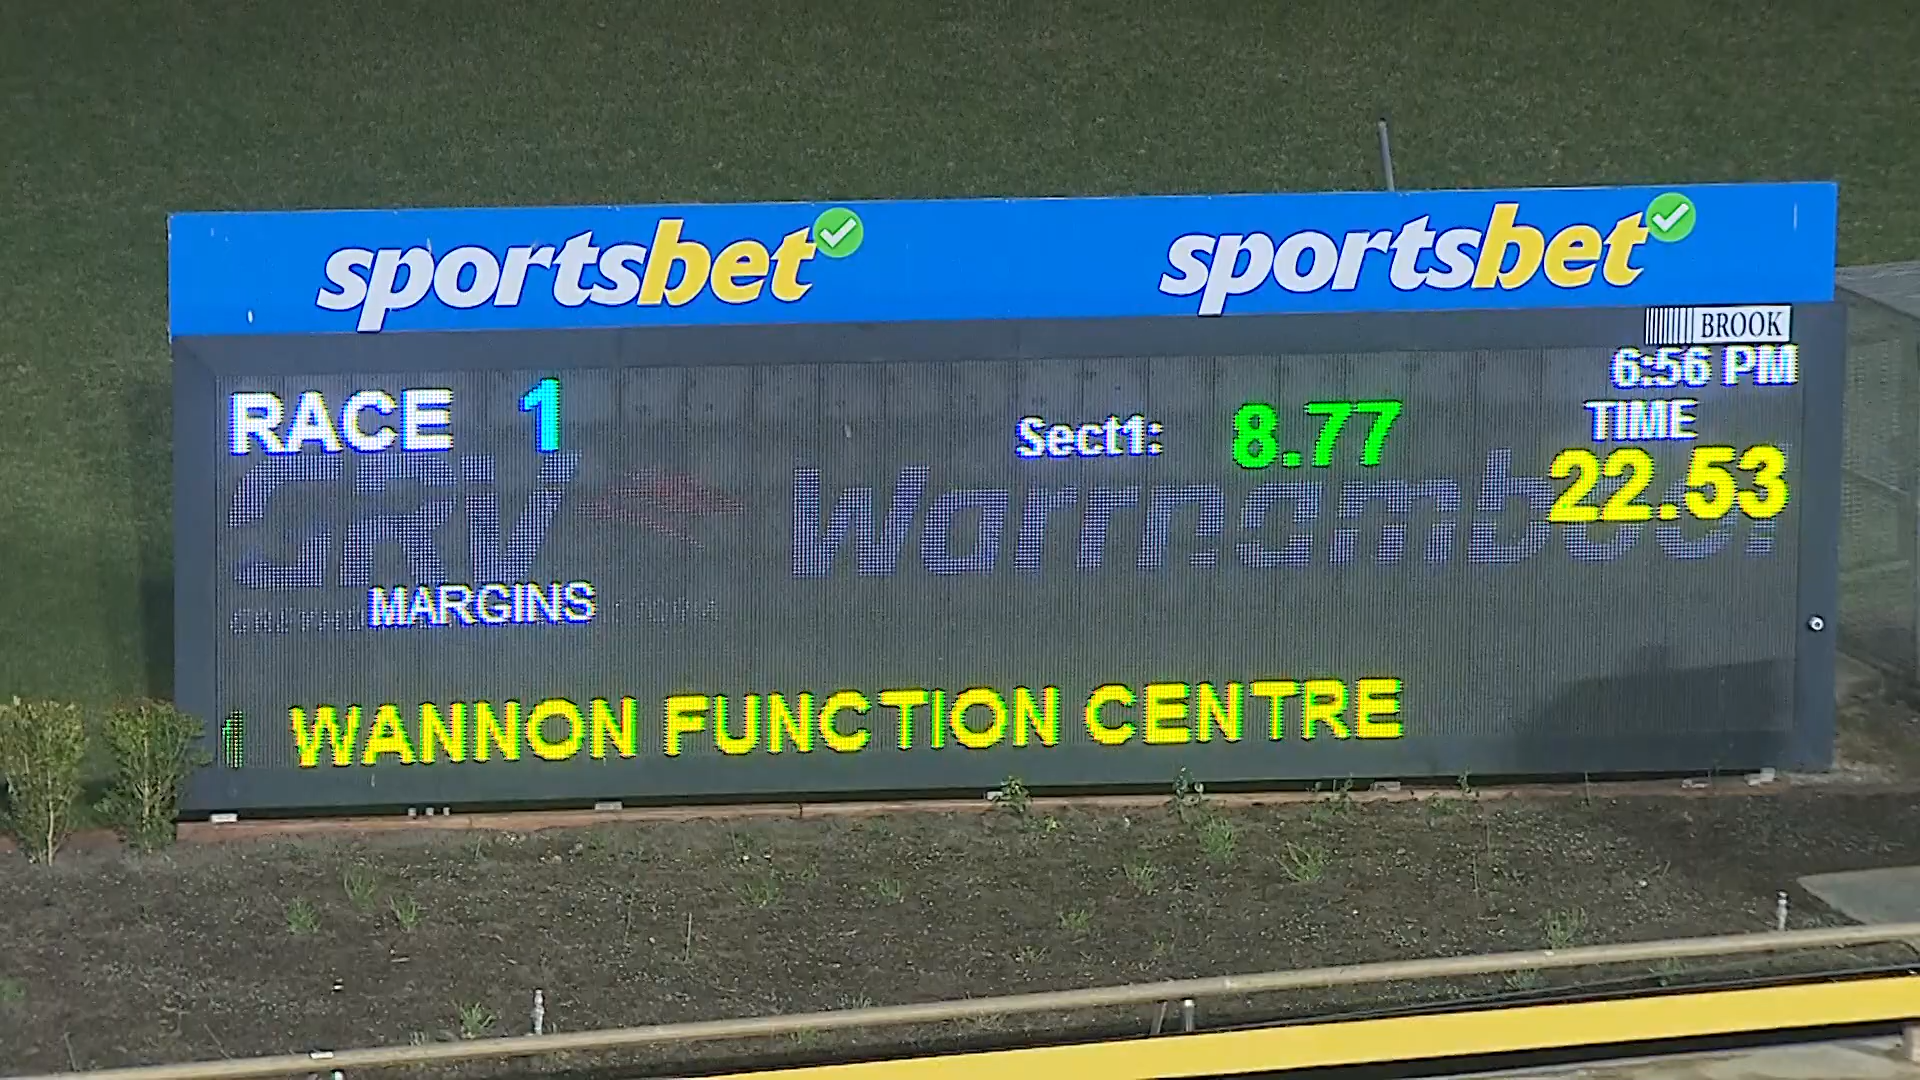 sportsbet sportsbet
BROOK
6:56 PM
RACE 1 Sect1: 8.77 TIME
22.53
GRV Warrnambool
MARGINS
1 WANNON FUNCTION CENTRE